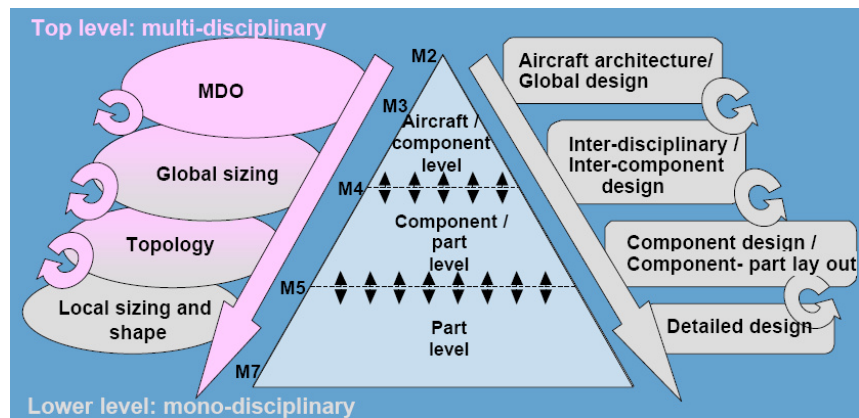 Top level: multi-disciplinary
MDO
Global sizing
Topology
Local sizing and
shape
Lower level: mono-disciplinary
M2
M3
Aircraft /
component
level
M4
Component /
part
level
M5
Part
level
M7
Aircraft architecture/
Global design
Inter-disciplinary /
Inter-component
design
Component design /
Component- part lay out
Detailed design